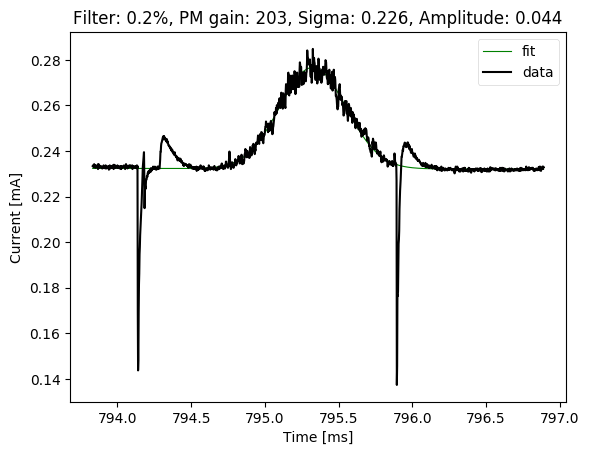 Filter: 0.2%, PM gain: 203, Sigma: 0.226, Amplitude: 0.044
fit
data
Current [mA]
0.28
0.26
0.24
0.22
0.20
0.18
0.16
0.14
794.0 794.5 795.0 795.5 796.0 796.5 797.0
Time [ms]